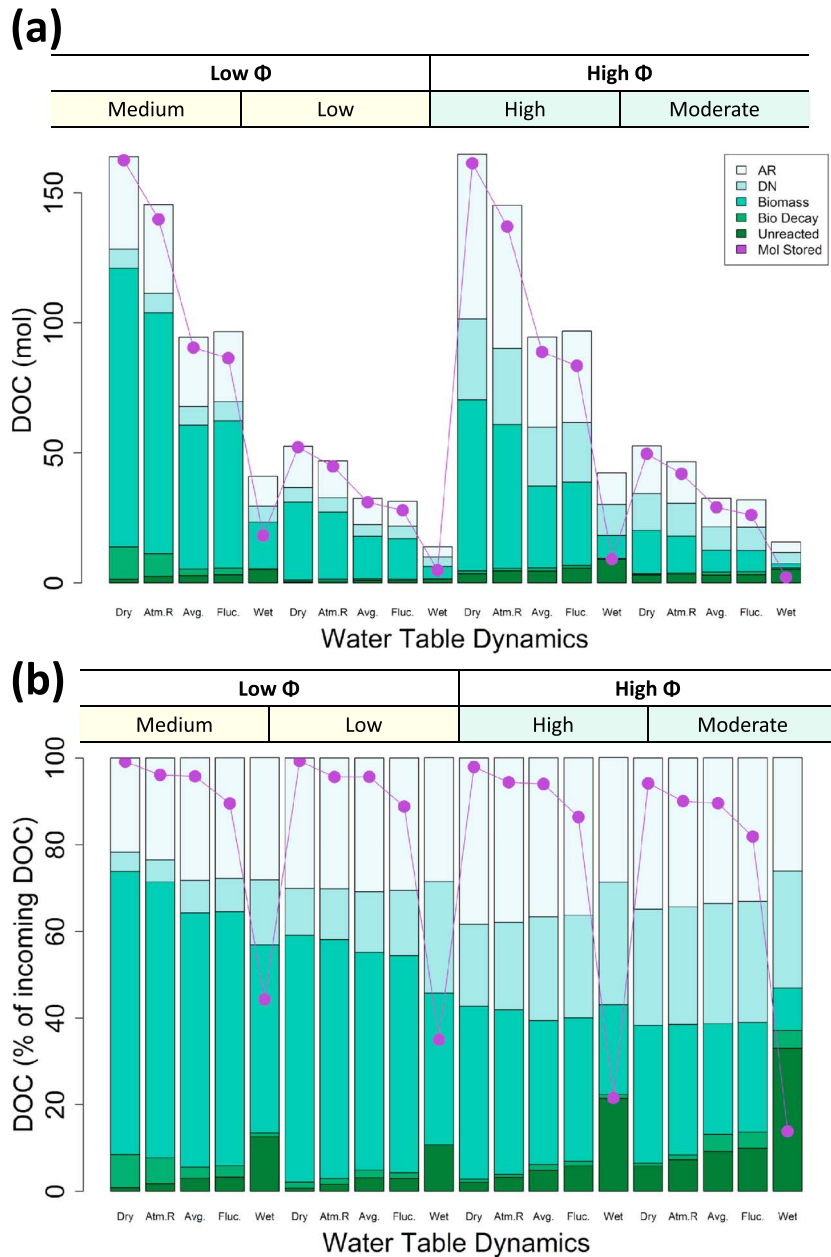 (a)
Low Φ High Φ
Medium Low High Moderate
150
100
50
0
DOC (mol)
AR
DN
Biomass
Bio Decay
Unreacted
Mol Stored
Dry Atm.R Avg. Fluc. Wet Dry Atm.R Avg. Fluc. Wet Dry Atm.R Avg. Fluc. Wet Dry Atm.R Avg. Fluc. Wet
Water Table Dynamics
(b)
Low Φ High Φ
Medium Low High Moderate
100
80
60
40
20
0
DOC (% of incoming DOC)
Dry Atm.R Avg. Fluc. Wet Dry Atm.R Avg. Fluc. Wet Dry Atm.R Avg. Fluc. Wet Dry Atm.R Avg. Fluc. Wet
Water Table Dynamics